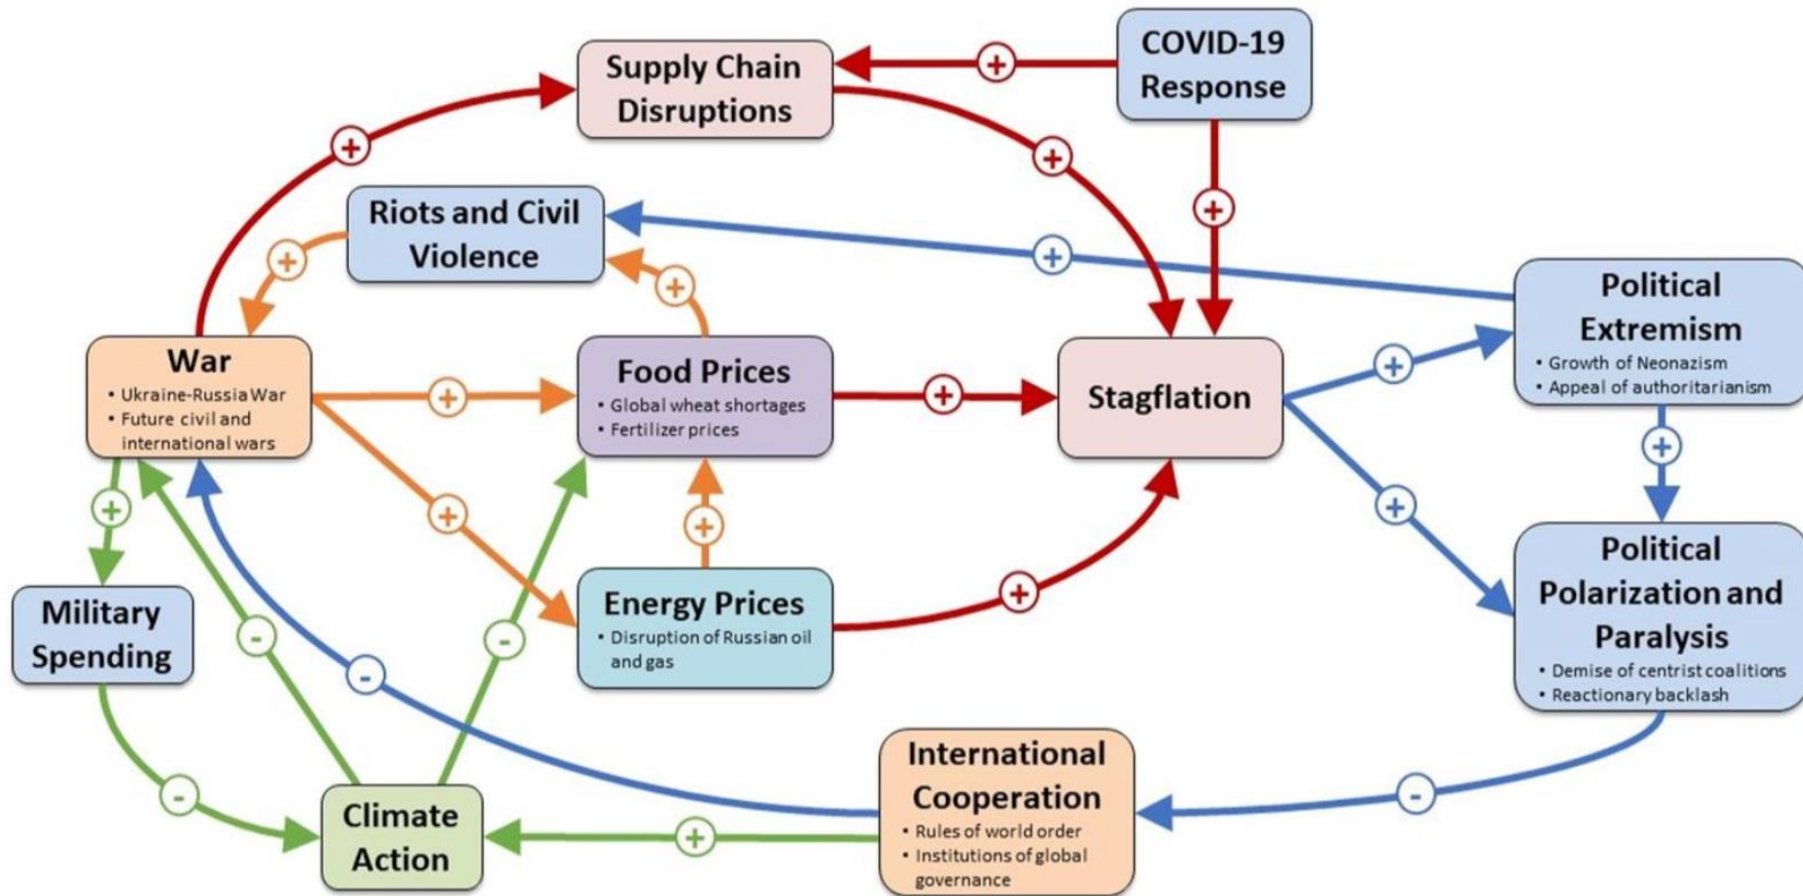 Supply Chain
Disruptions
COVID-19
Response
+
+
+
+
Riots and Civil
Violence
+
+
+
Political
Extremism
• Growth of Neonazism
• Appeal of authoritarianism
War
• Ukraine-Russia War
• Future civil and
international wars
+
Food Prices
• Global wheat shortages
• Fertilizer prices
+
Stagflation
+
+
+
+
+
+
Political
Polarization and
Paralysis
• Demise of centrist coalitions
• Reactionary backlash
Military
Spending
-
-
Energy Prices
• Disruption of Russian oil
and gas
+
-
-
-
International
Cooperation
• Rules of world order
• Institutions of global
governance
Climate
Action
+